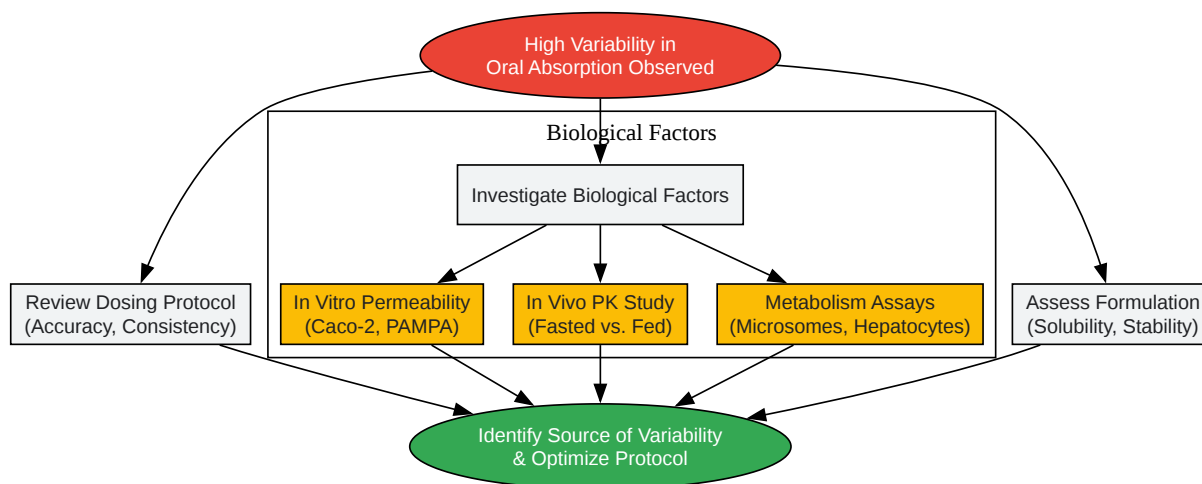 High Variability in
Oral Absorption Observed
Biological Factors
Investigate Biological Factors
Review Dosing Protocol
(Accuracy, Consistency)
In Vitro Permeability
(Caco-2, PAMPA)
In Vivo PK Study
(Fasted vs. Fed)
Metabolism Assays
(Microsomes, Hepatocytes)
Assess Formulation
(Solubility, Stability)
Identify Source of Variability
& Optimize Protocol